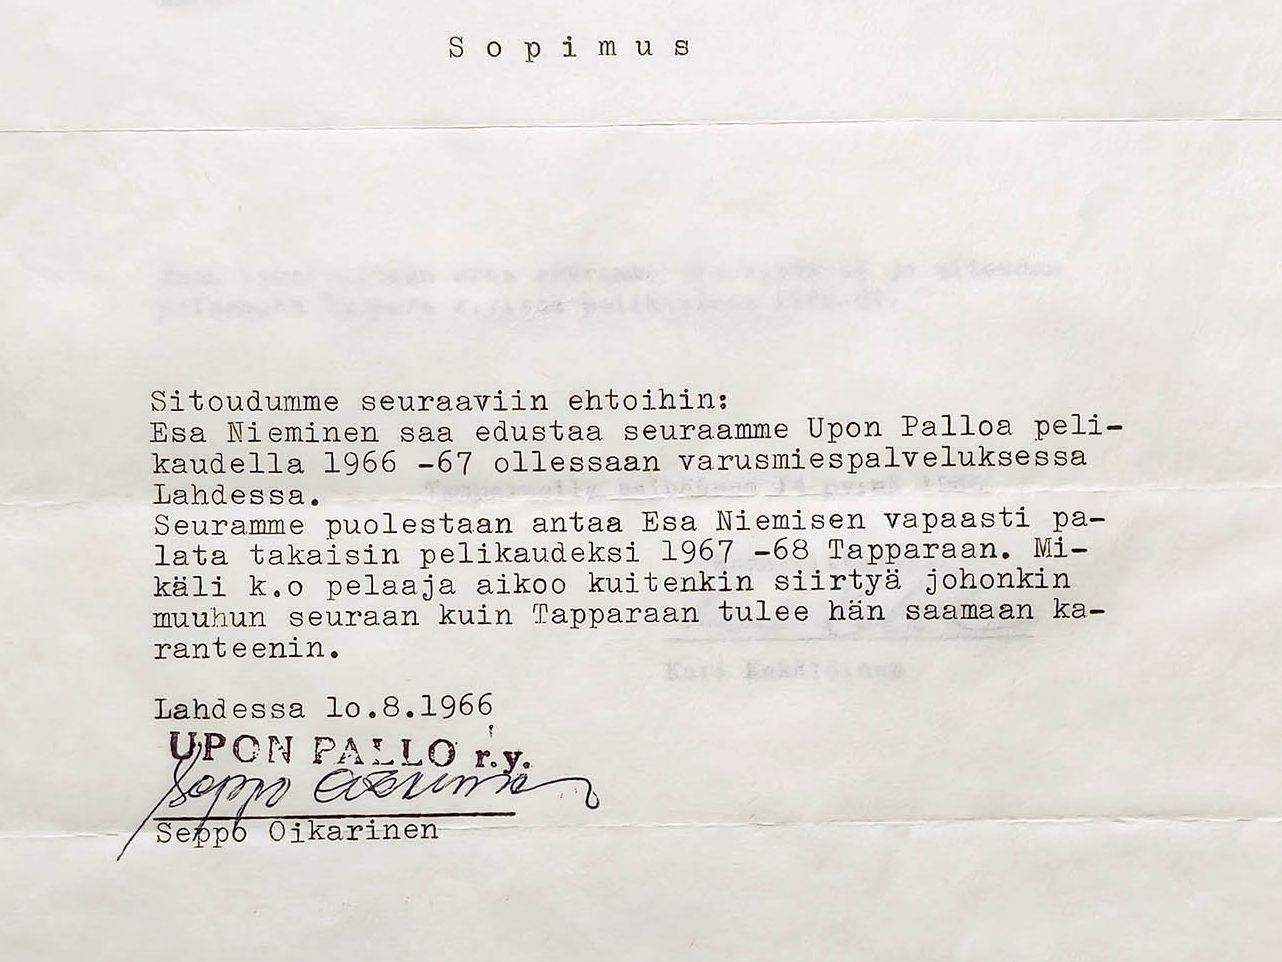 S o p i m u s
Sitoudumme seuraaviin ehtoihin:
Esa Nieminen saa edustaa seuraamme Upon Palloa peli-
kaudella 1966 -67 ollessaan varusmiespalveluksessa
Lahdessa.
Seuramme puolestaan antaa Esa Niemisen vapaasti pa-
lata takaisin pelikaudeksi 1967 -68 Tapparaan. Mi-
käli k.o pelaaja aikoo kuitenkin siirtyä johonkin
muuhun seuraan kuin Tapparaan tulee hän saamaan ka-
ranteenin.
Lahdessa lo.8.1966
UPON PALLO r.y.
Seppo Oikarinen
Seppo Oikarinen